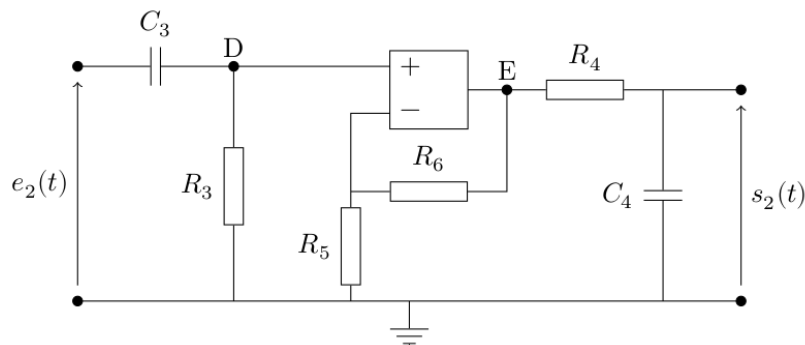 C₃
D
+
E
R₄
−
R₆
e₂(t)
R₃
C₄
s₂(t)
R₅